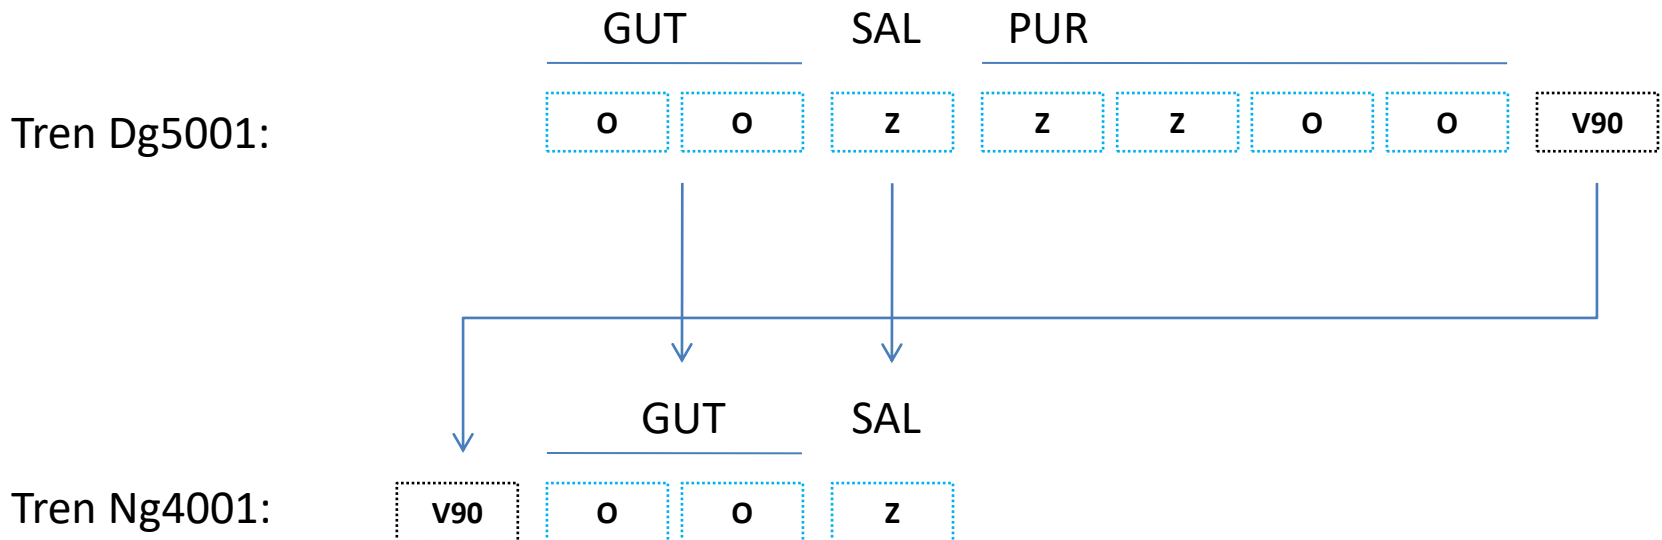 GUT SAL PUR
Tren Dg5001: O O Z Z Z O O V90
GUT SAL
Tren Ng4001: V90 O O Z